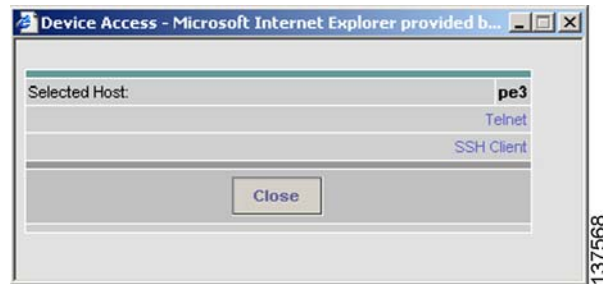 Device Access - Microsoft Internet Explorer provided b...
Selected Host: pe3
Telnet
SSH Client
Close
137568